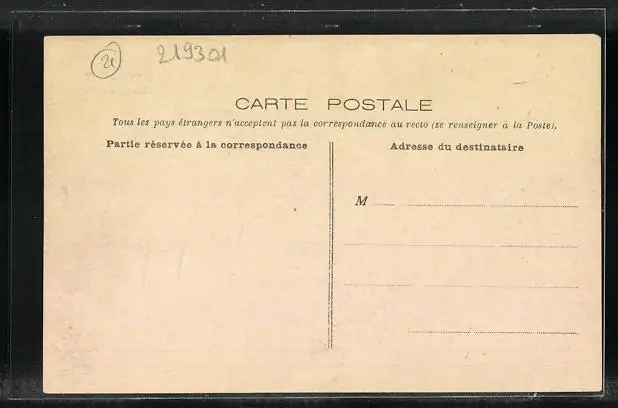 21 219301
CARTE POSTALE
Tous les pays étrangers n'acceptent pas la correspondance au recto (se renseigner à la Poste).
Partie réservée à la correspondance
Adresse du destinataire
M